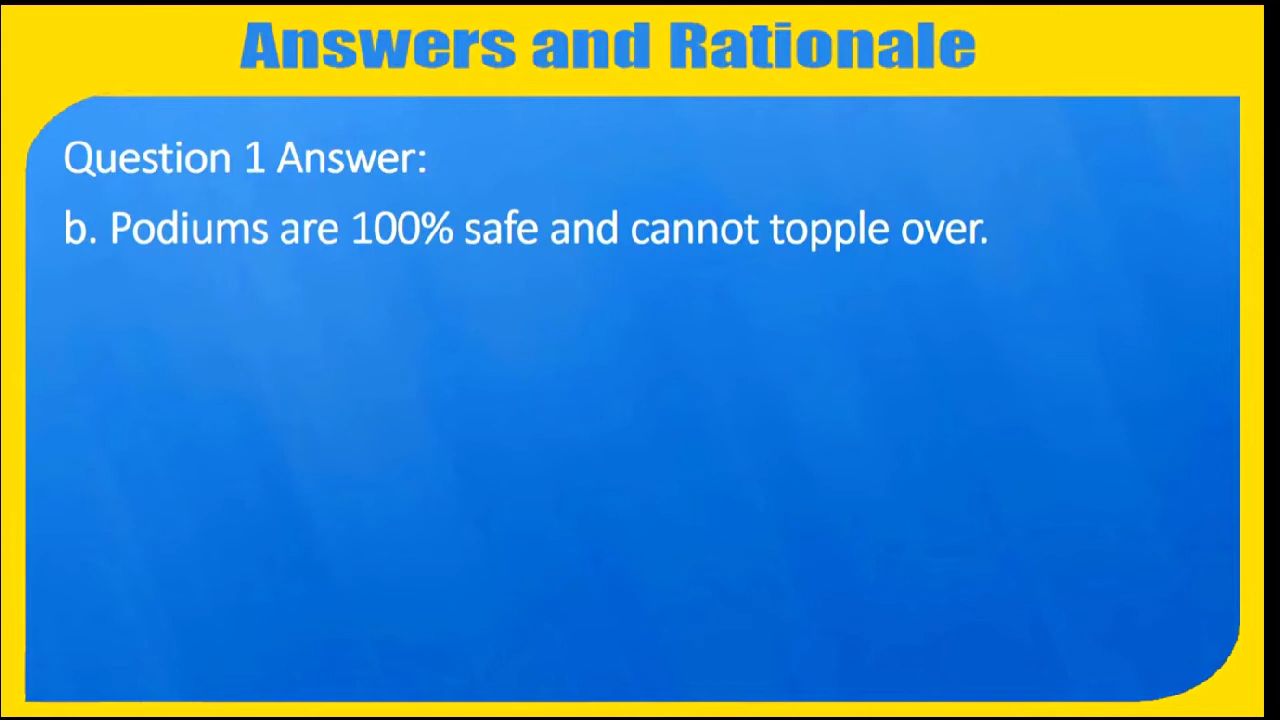 Answers and Rationale
Question 1 Answer:
b. Podiums are 100% safe and cannot topple over.